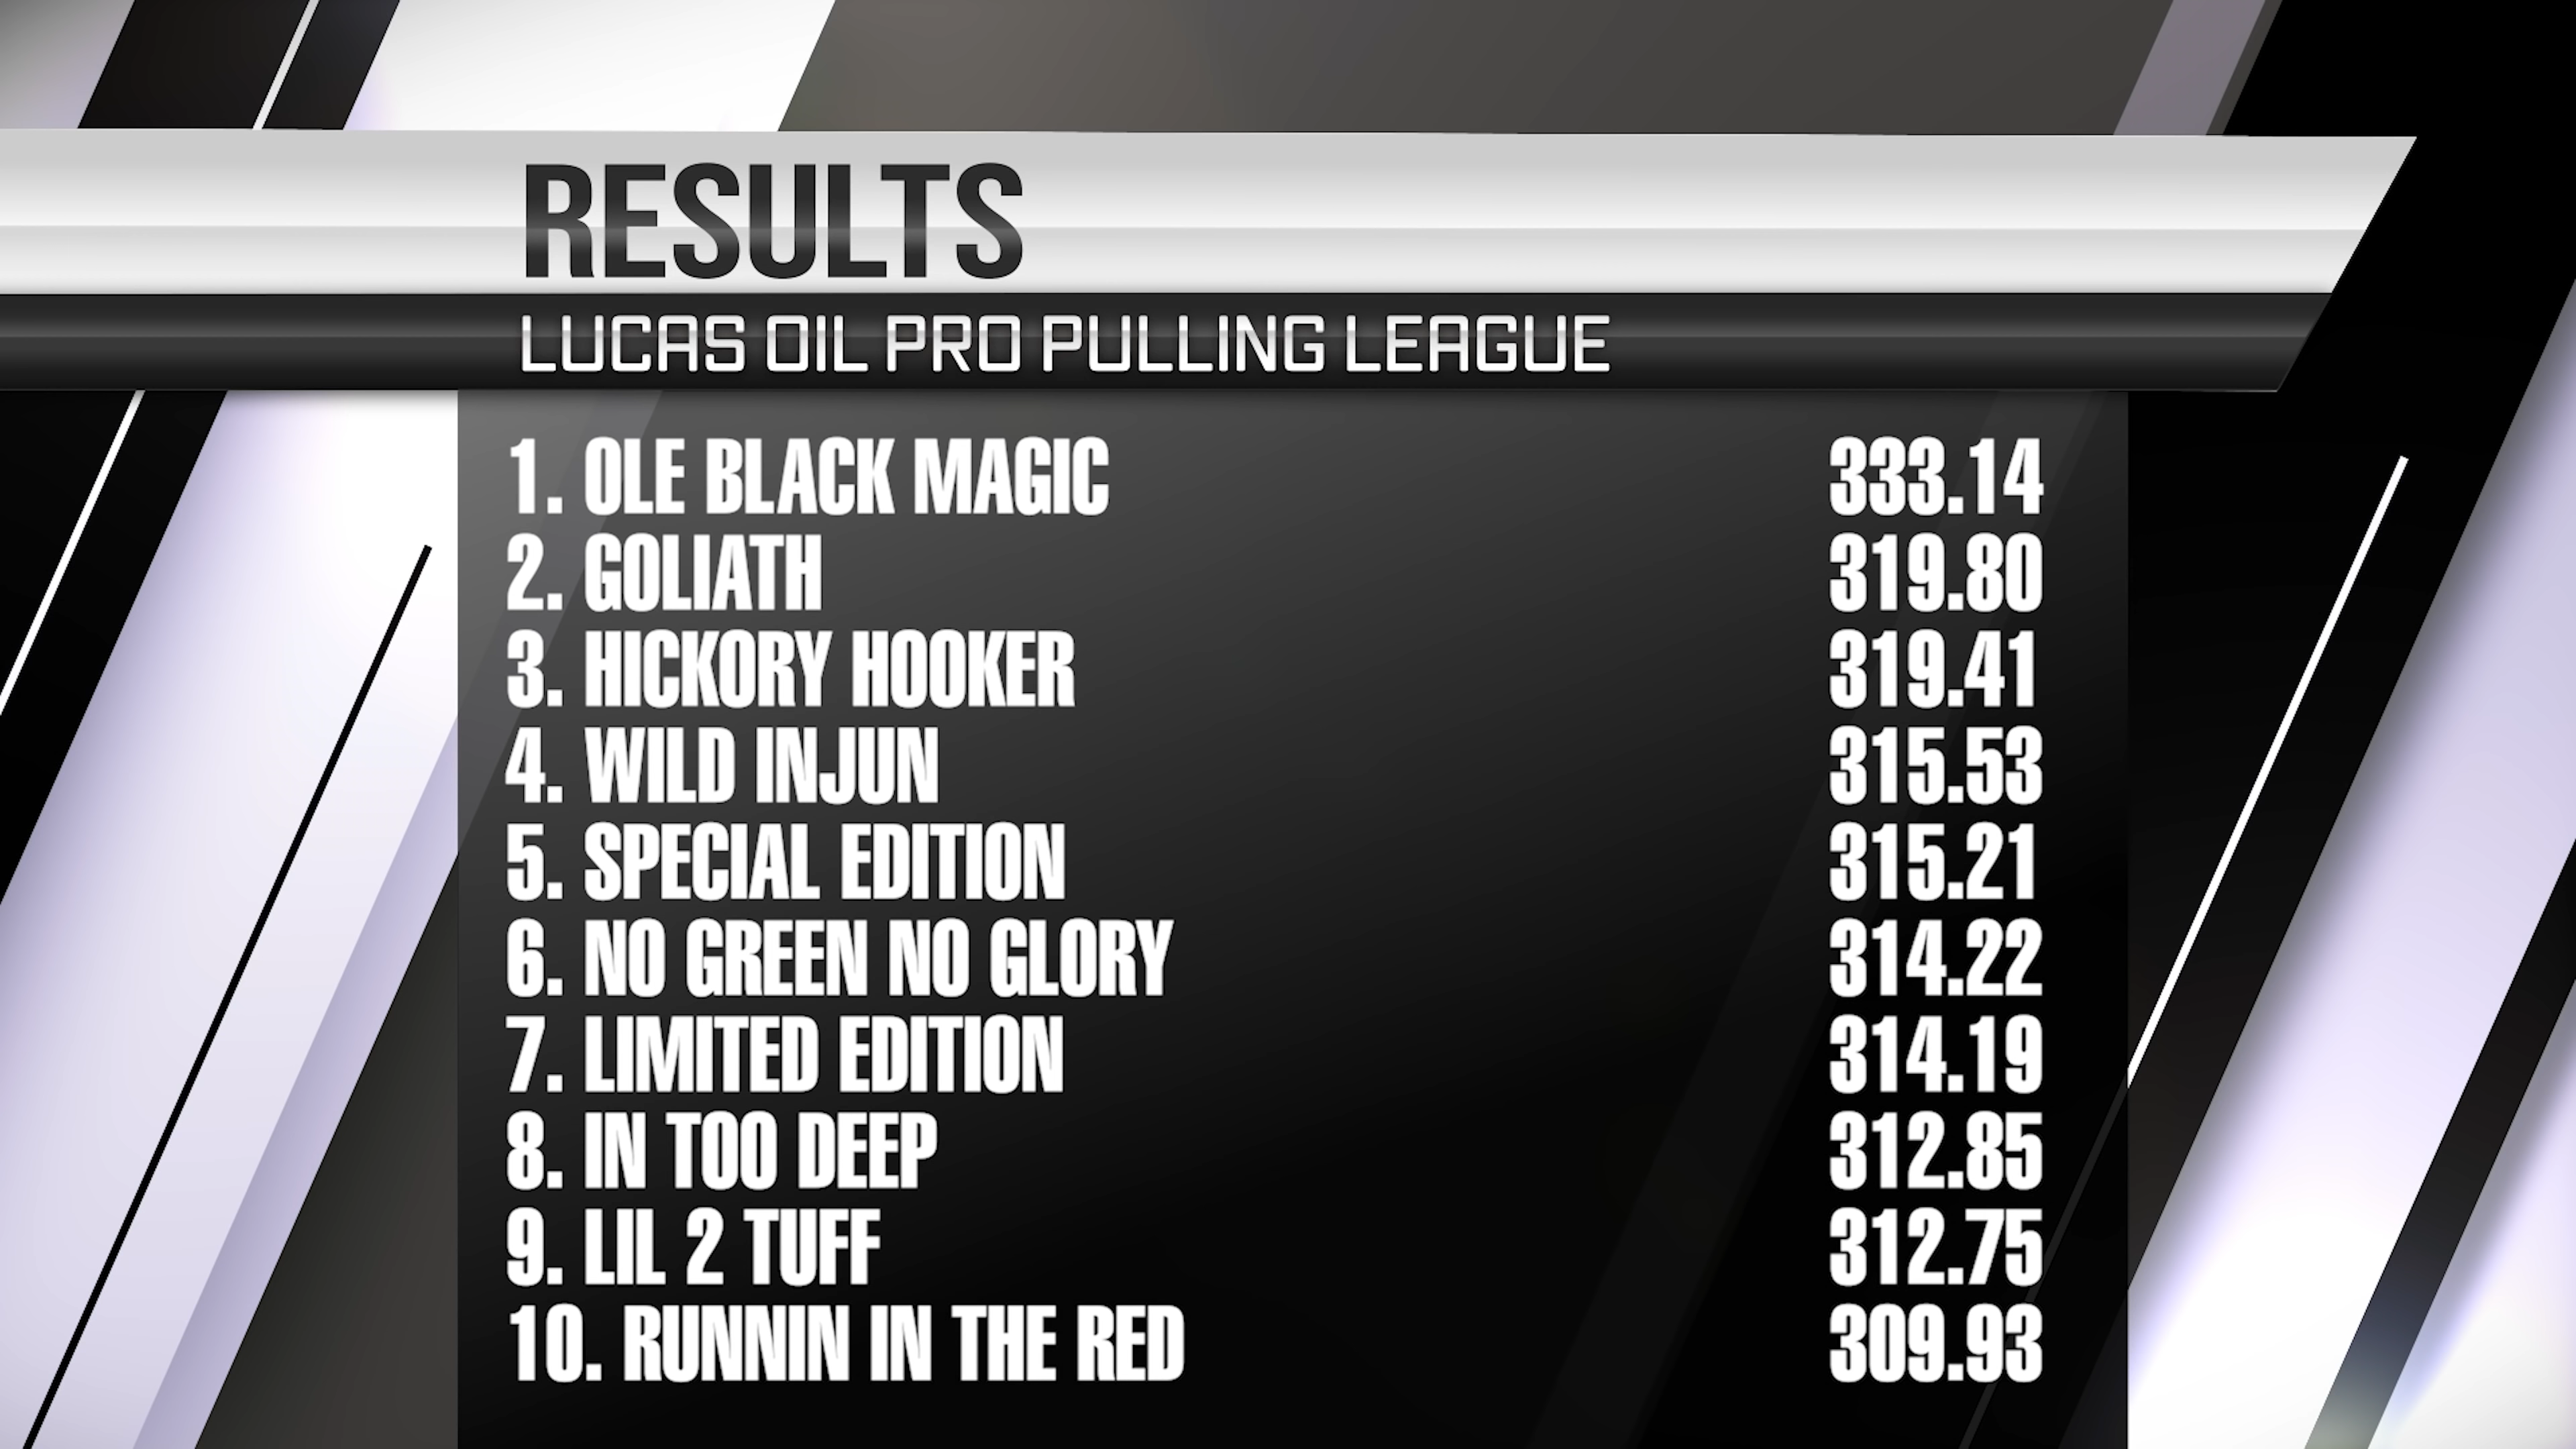 RESULTS
LUCAS OIL PRO PULLING LEAGUE
1. OLE BLACK MAGIC 333.14
2. GOLIATH 319.80
3. HICKORY HOOKER 319.41
4. WILD INJUN 315.53
5. SPECIAL EDITION 315.21
6. NO GREEN NO GLORY 314.22
7. LIMITED EDITION 314.19
8. IN TOO DEEP 312.85
9. LIL 2 TUFF 312.75
10. RUNNIN IN THE RED 309.93